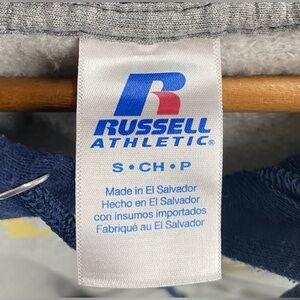 RUSSELL
ATHLETIC®
S • CH • P
Made in El Salvador
Hecho en El Salvador
con insumos importados
Fabriqué au El Salvador